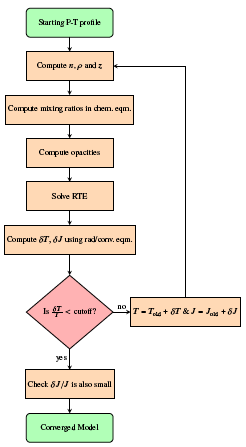 Starting P-T profile
Compute n, ρ and z
Compute mixing ratios in chem. eqm.
Compute opacities
Solve RTE
Compute δT, δJ using rad/conv. eqm.
Is δT/T < cutoff?
no
T = T_old + δT & J = J_old + δJ
yes
Check δJ/J is also small
Converged Model